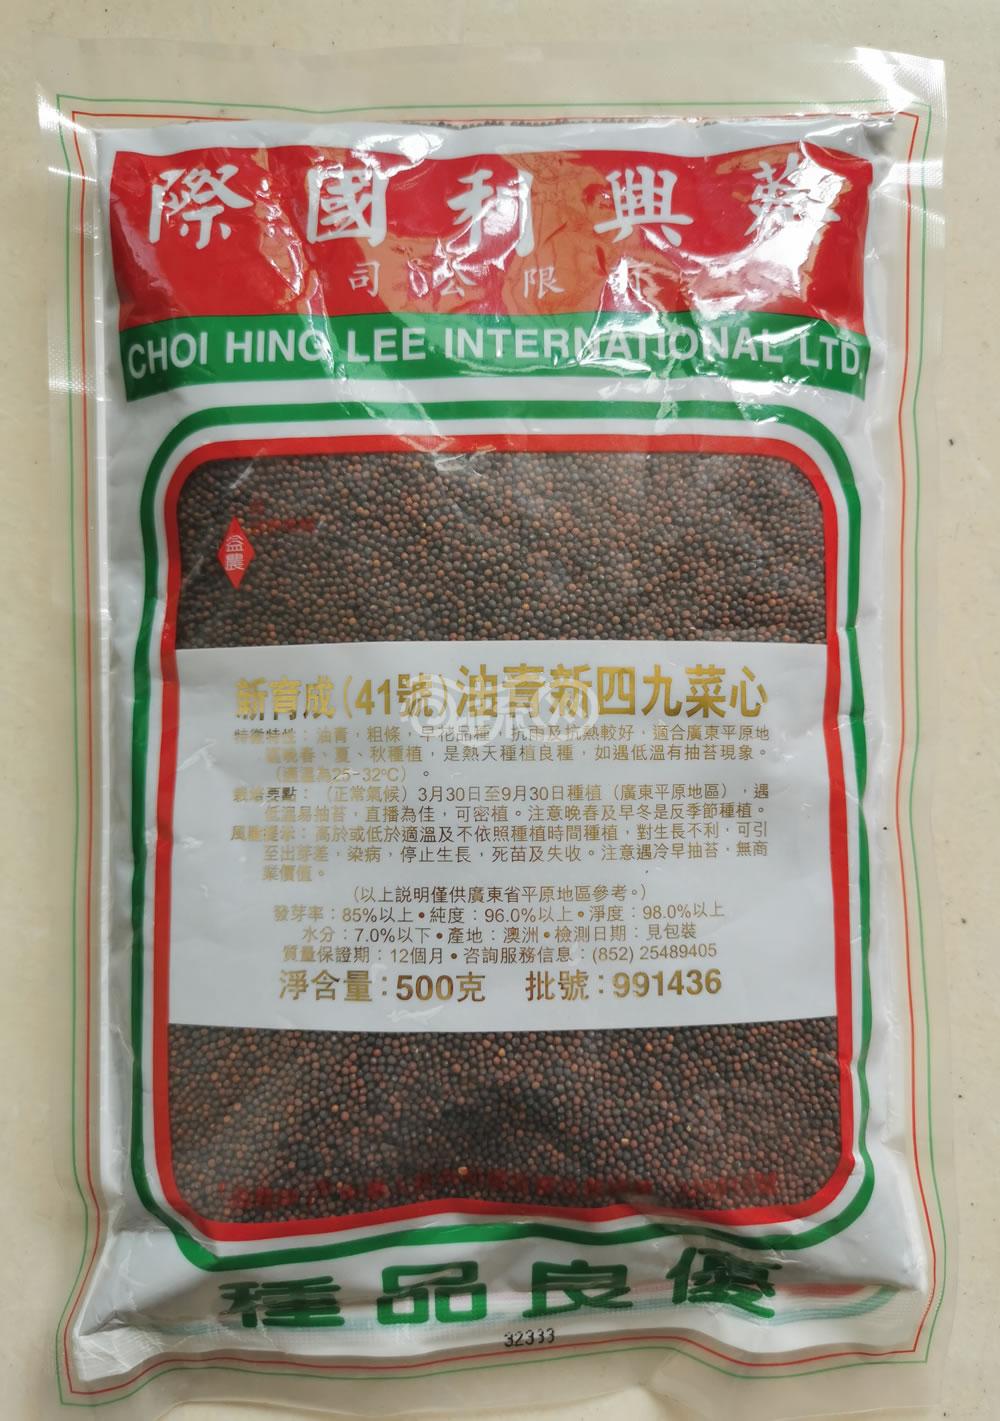 際國利興蔡
司公限有
CHOI HING LEE INTERNATIONAL LTD.
益農
新育成(41號)油青新四九菜心
特徵特性：油青，粗條，早花品種，抗雨及抗熱較好，適合廣東平原地
區晚春、夏、秋種植，是熱天種植良種，如遇低溫有抽苔現象。
（適溫為25-32℃）。
栽培要點：（正常氣候）3月30日至9月30日種植（廣東平原地區），遇
低溫易抽苔，直播為佳，可密植。注意晚春及早冬是反季節種植。
風險提示：高於或低於適溫及不依照種植時間種植，對生長不利，可引
至出芽差，染病，停止生長，死苗及失收。注意遇冷早抽苔，無商
業價值。
（以上説明僅供廣東省平原地區參考。）
發芽率：85%以上•純度：96.0%以上•淨度：98.0%以上
水分：7.0%以下•產地：澳洲•檢測日期：見包裝
質量保證期：12個月•咨詢服務信息：(852) 25489405
淨含量：500克 批號：991436
種品良優
32333